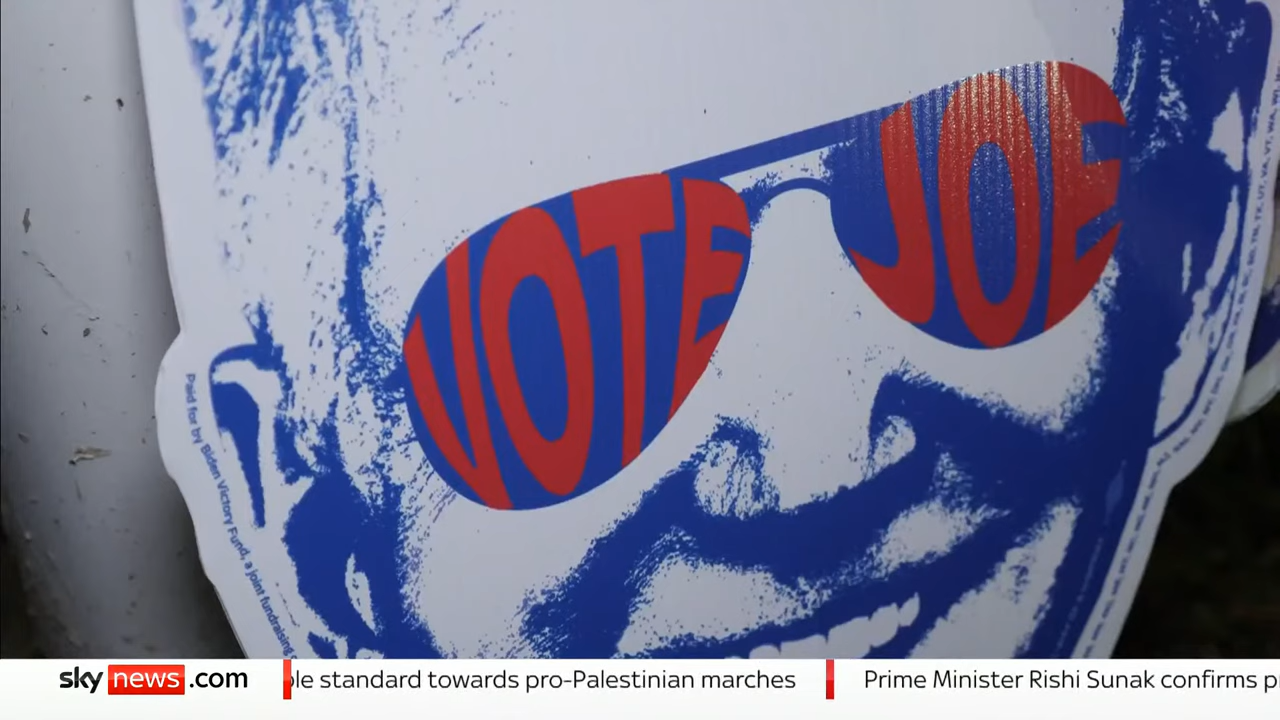 VOTE JOE
Paid for by Biden Victory Fund, a joint fundraising
skynews.com
ole standard towards pro-Palestinian marches
Prime Minister Rishi Sunak confirms p